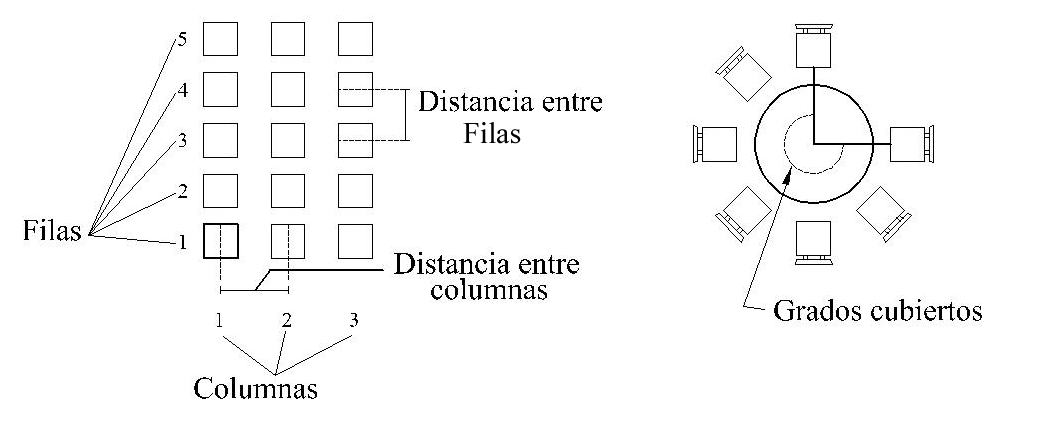 5
4
3
2
1
Filas
Distancia entre
Filas
Distancia entre
columnas
1 2 3
Columnas
Grados cubiertos